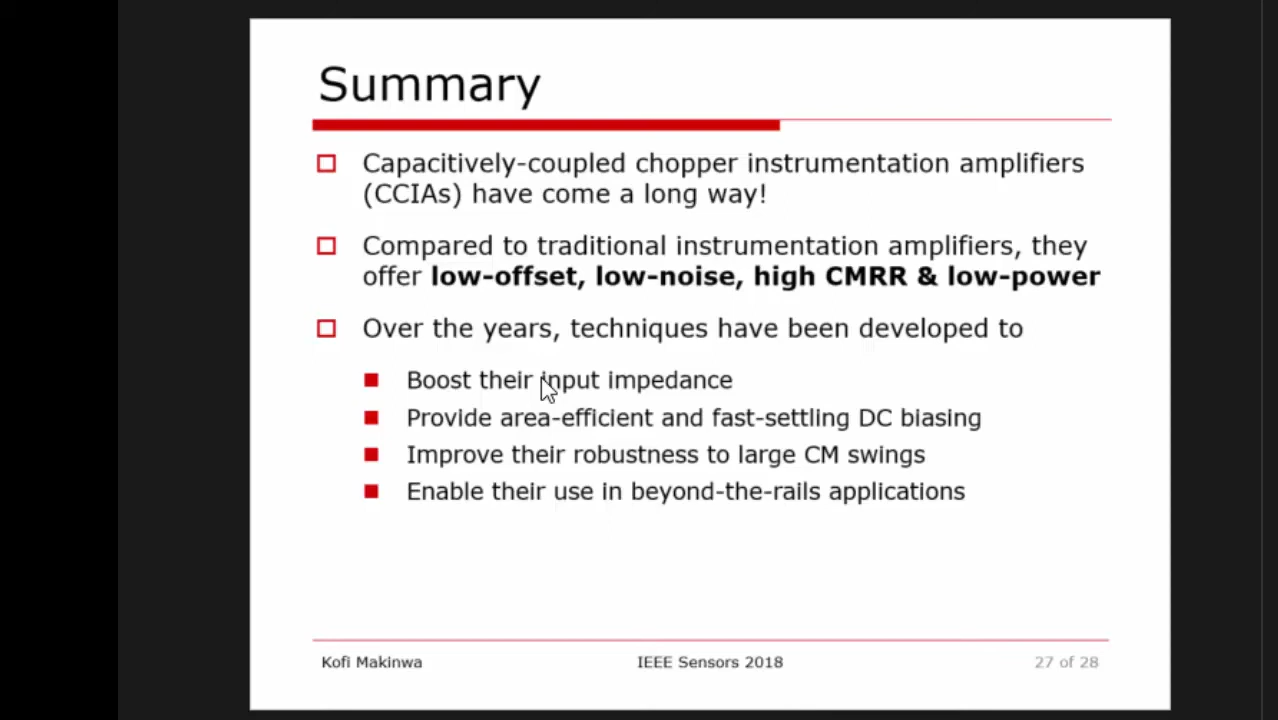 Summary
Capacitively-coupled chopper instrumentation amplifiers
(CCIAs) have come a long way!
Compared to traditional instrumentation amplifiers, they
offer low-offset, low-noise, high CMRR & low-power
Over the years, techniques have been developed to
Boost their input impedance
Provide area-efficient and fast-settling DC biasing
Improve their robustness to large CM swings
Enable their use in beyond-the-rails applications
Kofi Makinwa IEEE Sensors 2018 27 of 28